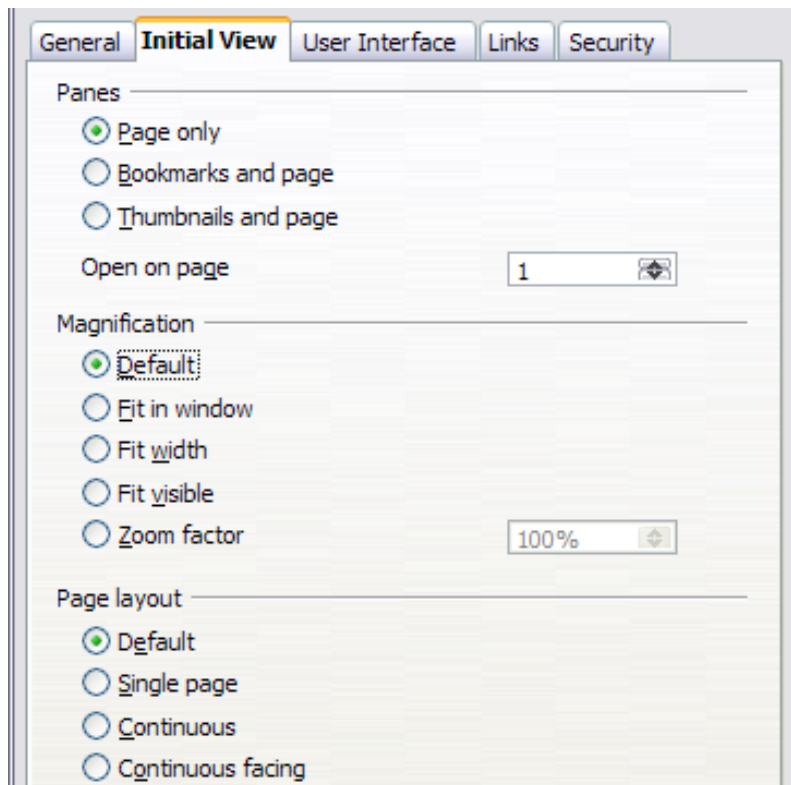 General Initial View User Interface Links Security
Panes
Page only
Bookmarks and page
Thumbnails and page
Open on page 1
Magnification
Default
Fit in window
Fit width
Fit visible
Zoom factor 100%
Page layout
Default
Single page
Continuous
Continuous facing